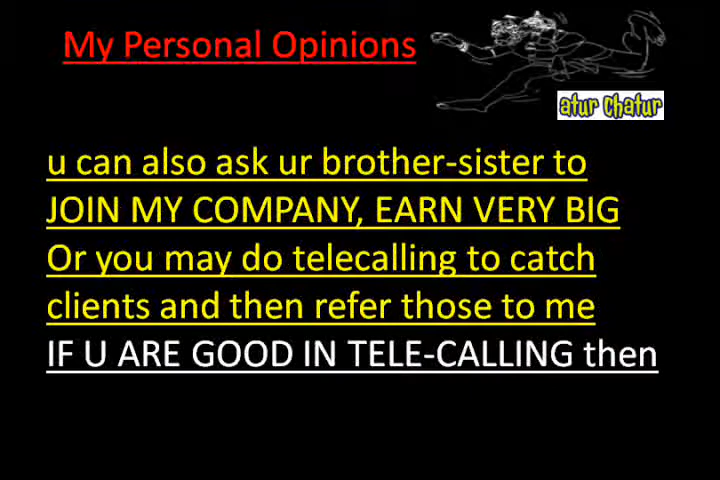 My Personal Opinions
atur chatur
u can also ask ur brother-sister to
JOIN MY COMPANY, EARN VERY BIG
Or you may do telecalling to catch
clients and then refer those to me
IF U ARE GOOD IN TELE-CALLING then